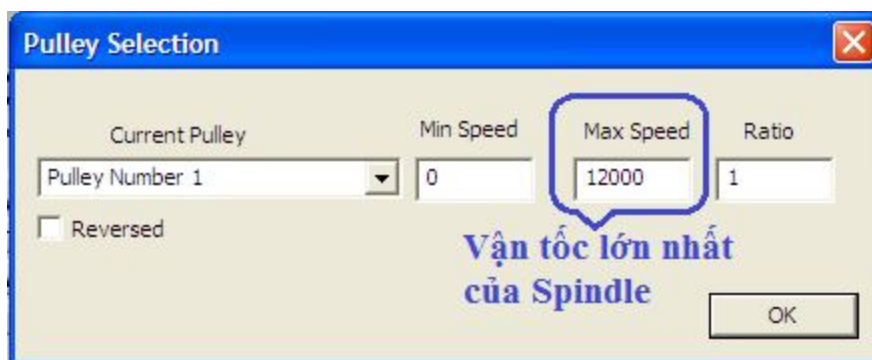 Pulley Selection
Current Pulley Min Speed Max Speed Ratio
Pulley Number 1 0 12000 1
Reversed
Vận tốc lớn nhất
của Spindle
OK